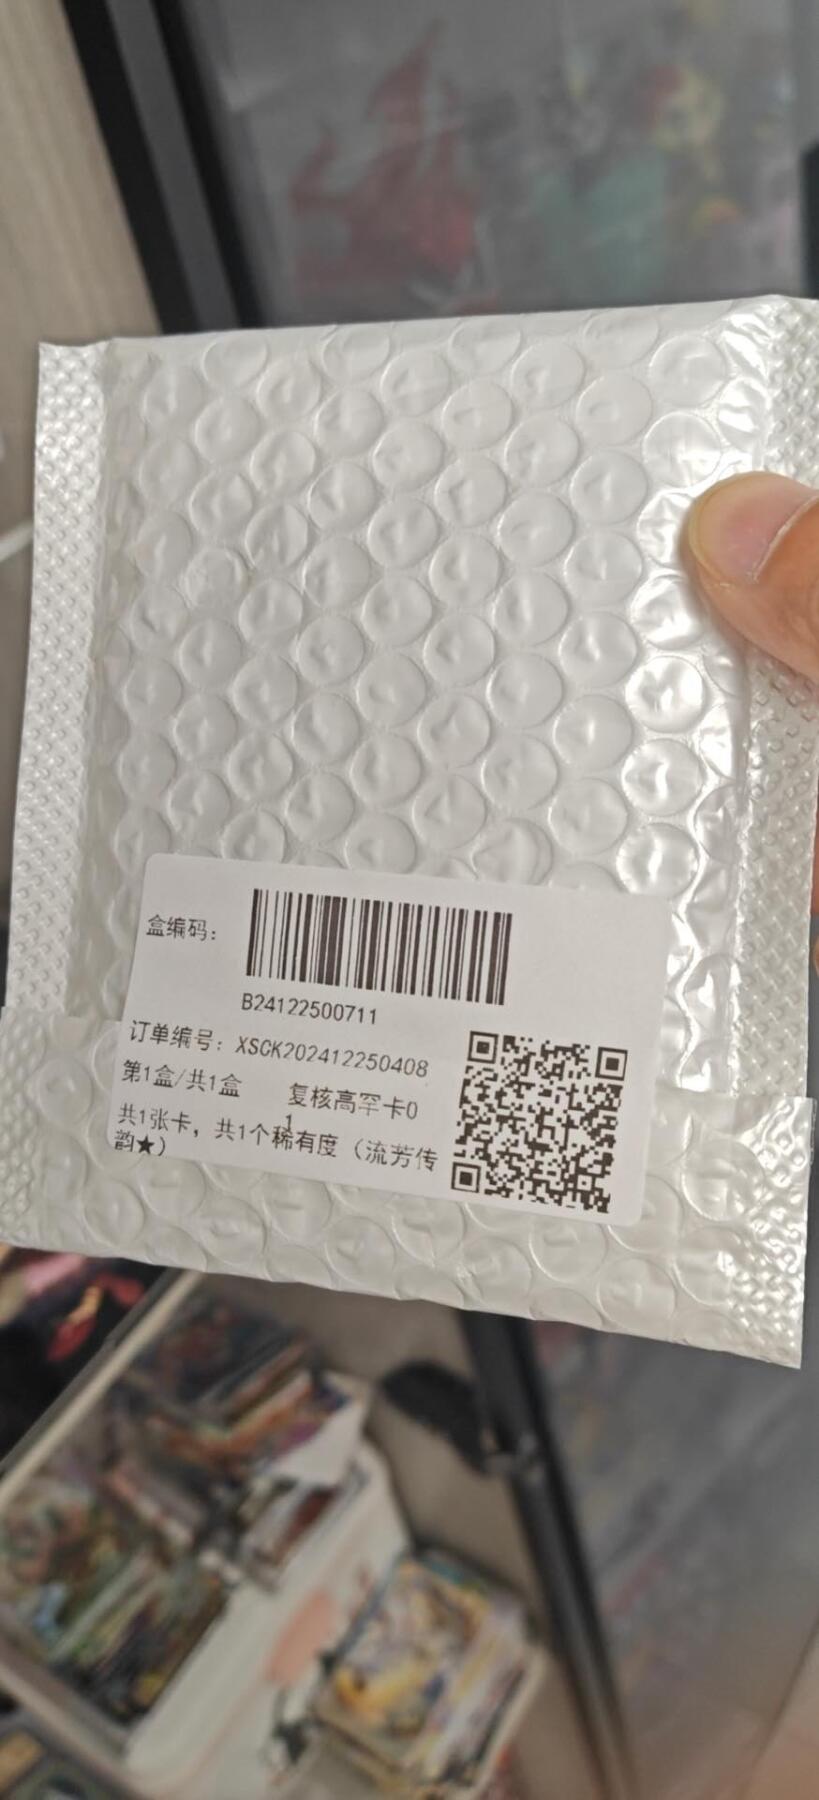 盒编码：
B24122500711
订单编号：XSCK202412250408
第1盒/共1盒 复核高罕卡0
1
共1张卡，共1个稀有度（流芳传
韵★）